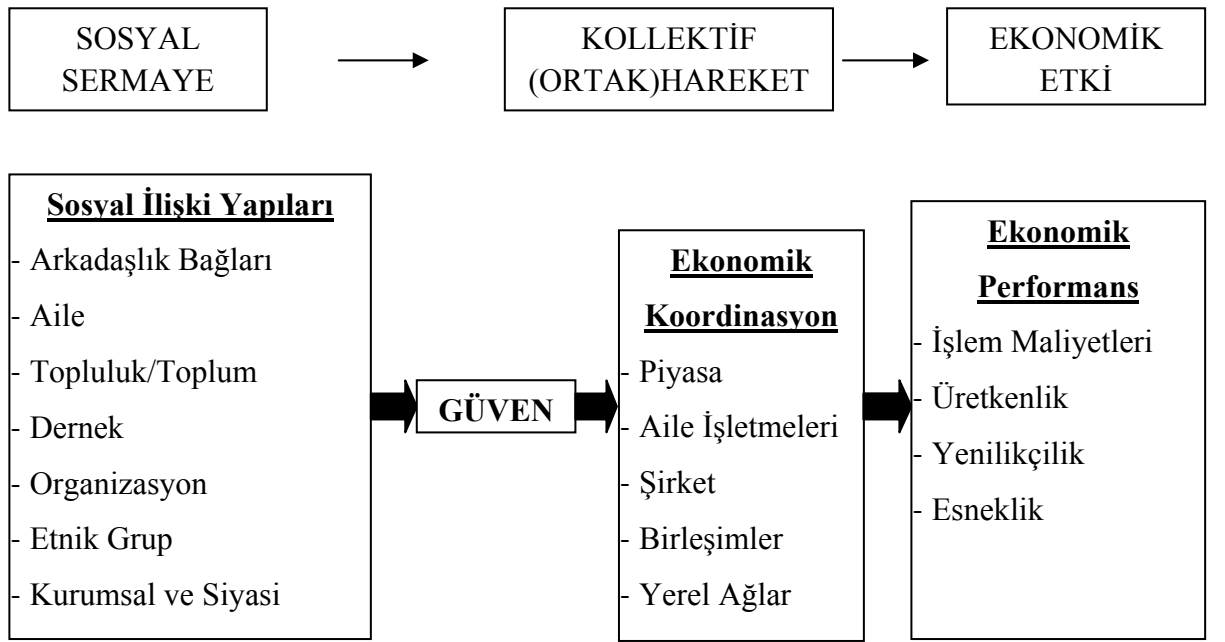 SOSYAL
SERMAYE
KOLLEKTİF
(ORTAK)HAREKET
EKONOMİK
ETKİ
Sosyal İlişki Yapıları
- Arkadaşlık Bağları
- Aile
- Topluluk/Toplum
- Dernek
- Organizasyon
- Etnik Grup
- Kurumsal ve Siyasi
GÜVEN
Ekonomik
Koordinasyon
- Piyasa
- Aile İşletmeleri
- Şirket
- Birleşimler
- Yerel Ağlar
Ekonomik
Performans
- İşlem Maliyetleri
- Üretkenlik
- Yenilikçilik
- Esneklik